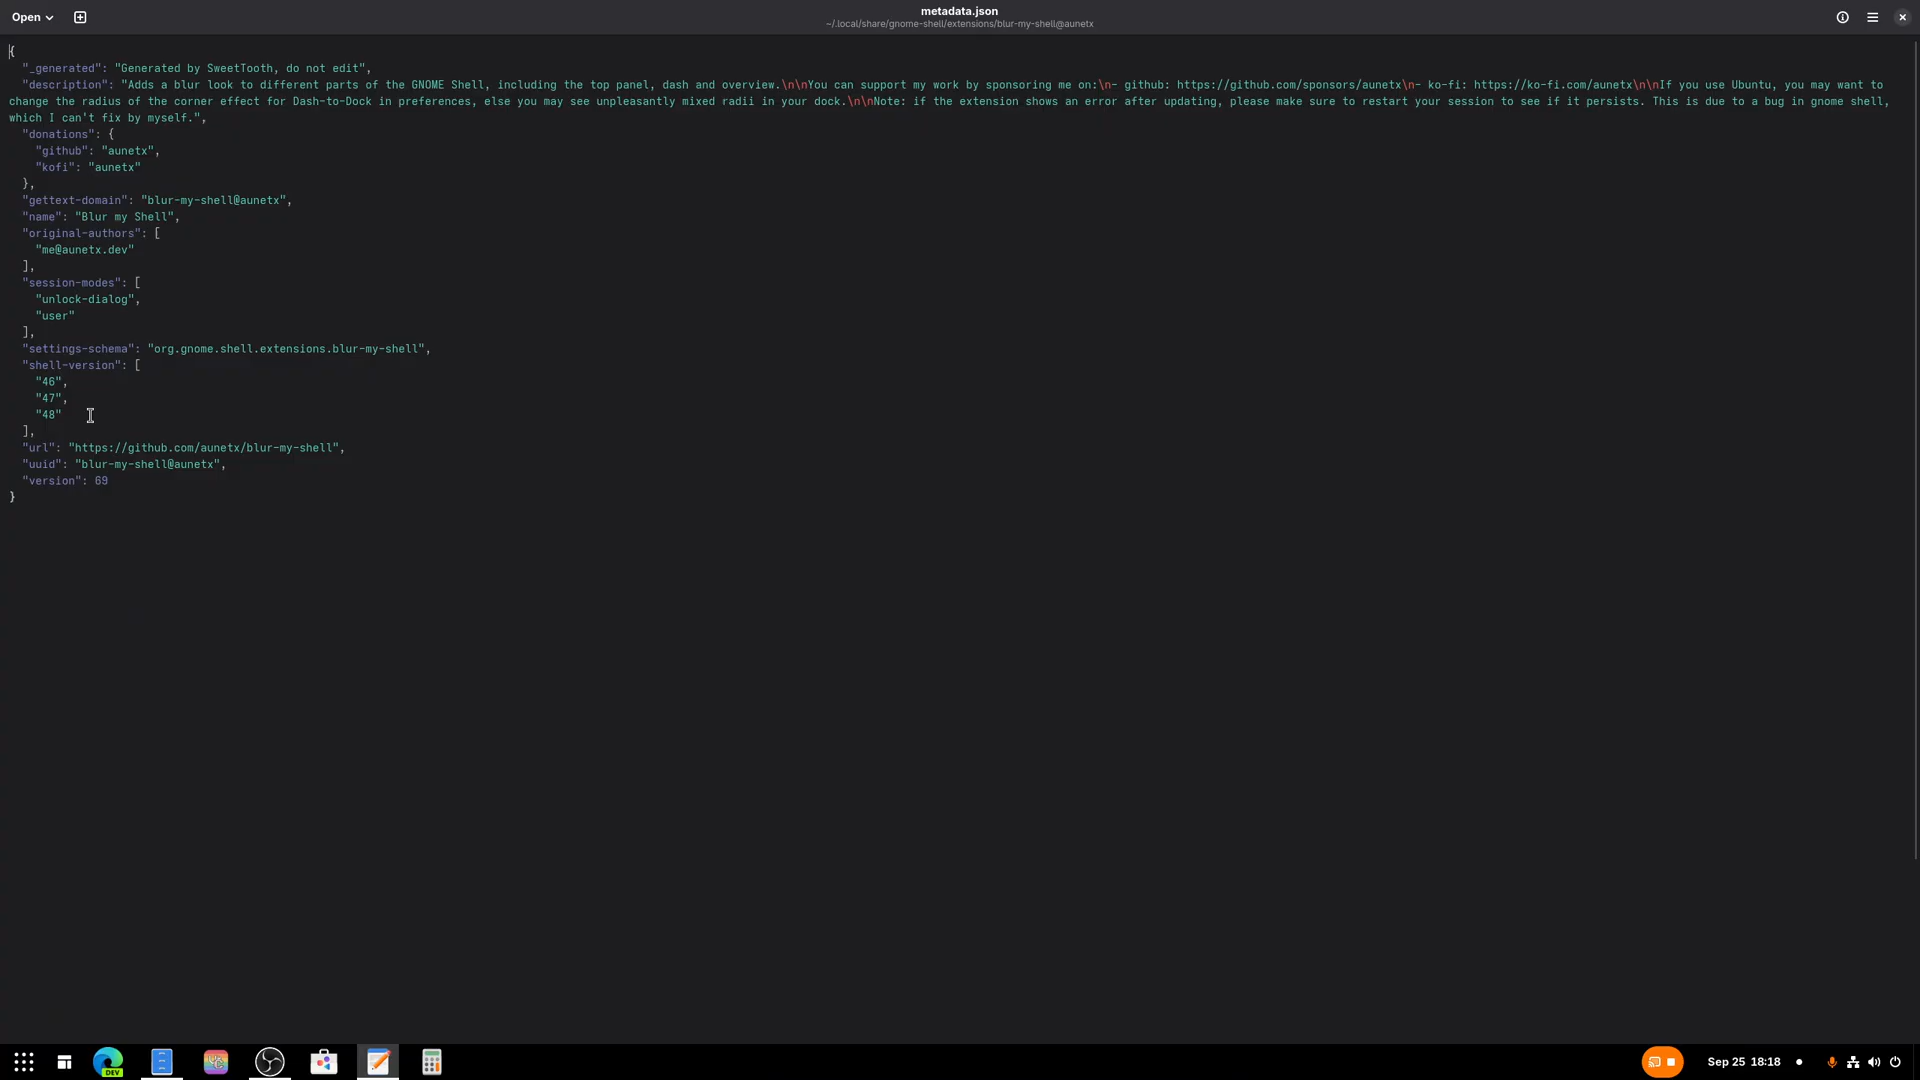 Open
metadata.json
~/.local/share/gnome-shell/extensions/blur-my-shell@aunetx
{
"_generated": "Generated by SweetTooth, do not edit",
"description": "Adds a blur look to different parts of the GNOME Shell, including the top panel, dash and overview.\n\nYou can support my work by sponsoring me on:\n- github: https://github.com/sponsors/aunetx\n- ko-fi: https://ko-fi.com/aunetx\n\nIf you use Ubuntu, you may want to
change the radius of the corner effect for Dash-to-Dock in preferences, else you may see unpleasantly mixed radii in your dock.\n\nNote: if the extension shows an error after updating, please make sure to restart your session to see if it persists. This is due to a bug in gnome shell,
which I can't fix by myself.",
"donations": {
"github": "aunetx",
"kofi": "aunetx"
},
"gettext-domain": "blur-my-shell@aunetx",
"name": "Blur my Shell",
"original-authors": [
"me@aunetx.dev"
],
"session-modes": [
"unlock-dialog",
"user"
],
"settings-schema": "org.gnome.shell.extensions.blur-my-shell",
"shell-version": [
"46",
"47",
"48"
],
"url": "https://github.com/aunetx/blur-my-shell",
"uuid": "blur-my-shell@aunetx",
"version": 69
}
DEV
Sep 25 18:18